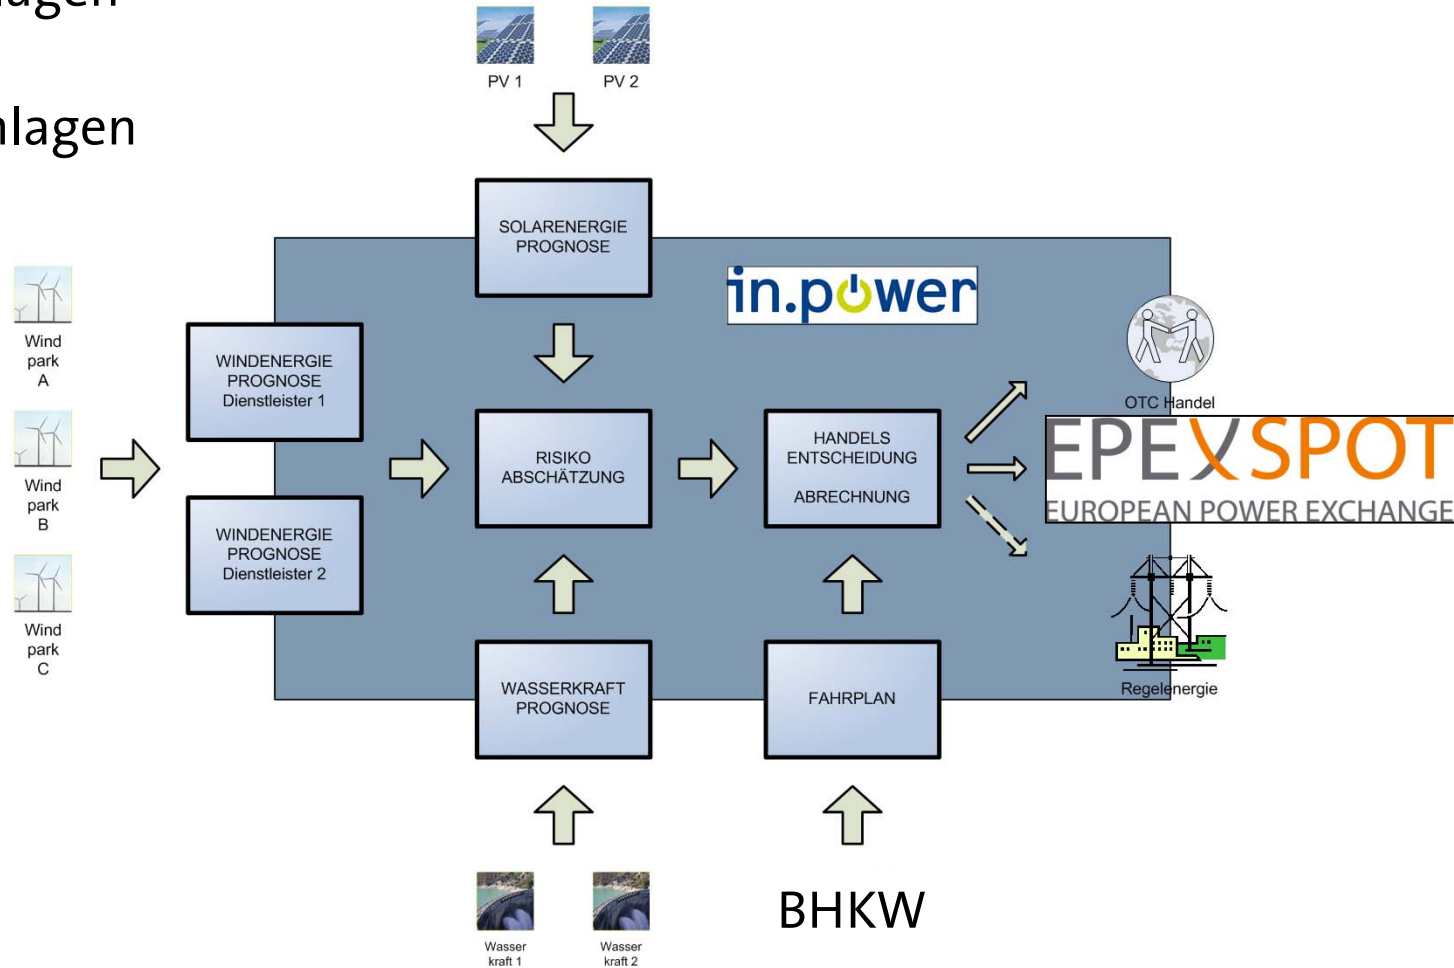 PV 1
PV 2
SOLARENERGIE
PROGNOSE
in.power
Wind
park
A
WINDENERGIE
PROGNOSE
Dienstleister 1
OTC Handel
RISIKO
ABSCHÄTZUNG
HANDELS
ENTSCHEIDUNG
ABRECHNUNG
EPEXSPOT
EUROPEAN POWER EXCHANGE
Wind
park
B
WINDENERGIE
PROGNOSE
Dienstleister 2
Wind
park
C
WASSERKRAFT
PROGNOSE
FAHRPLAN
Regelenergie
Wasser
kraft 1
Wasser
kraft 2
BHKW